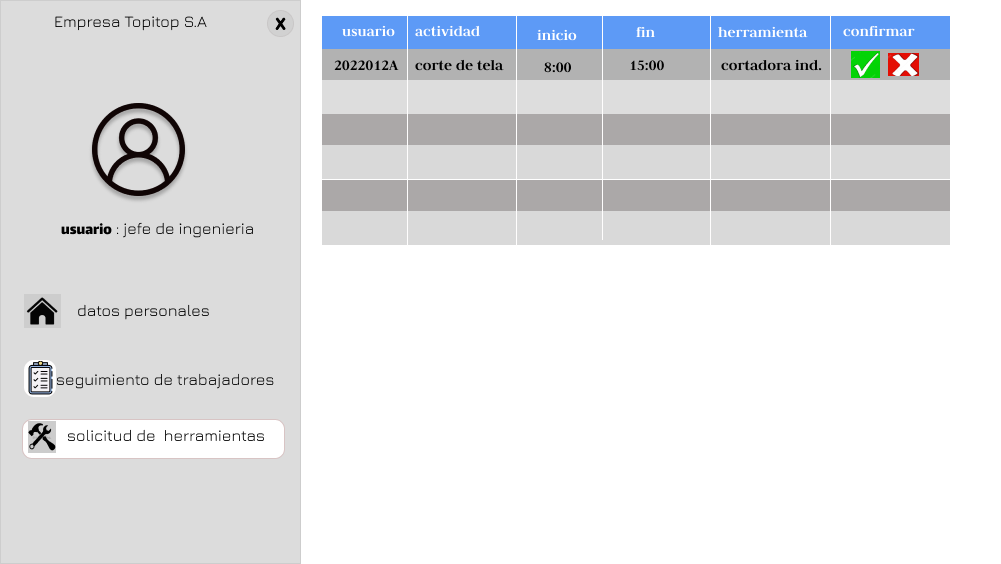 Empresa Topitop S.A
X
usuario : jefe de ingenieria
datos personales
seguimiento de trabajadores
solicitud de herramientas
usuario actividad inicio fin herramienta confirmar
2022012A corte de tela 8:00 15:00 cortadora ind.